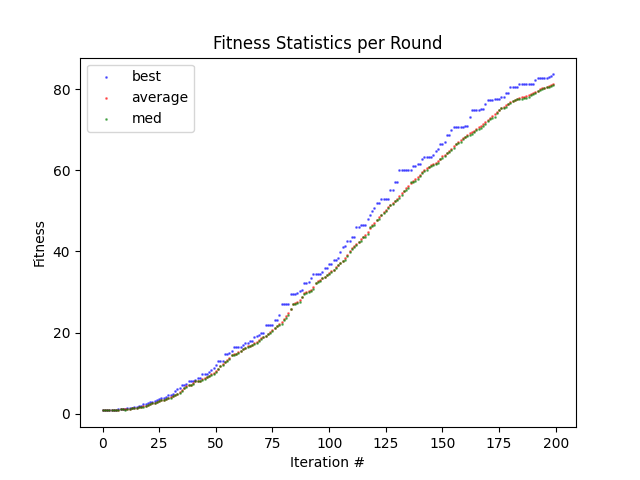 Fitness Statistics per Round
best
average
med
Fitness
80
60
40
20
0
0 25 50 75 100 125 150 175 200
Iteration #